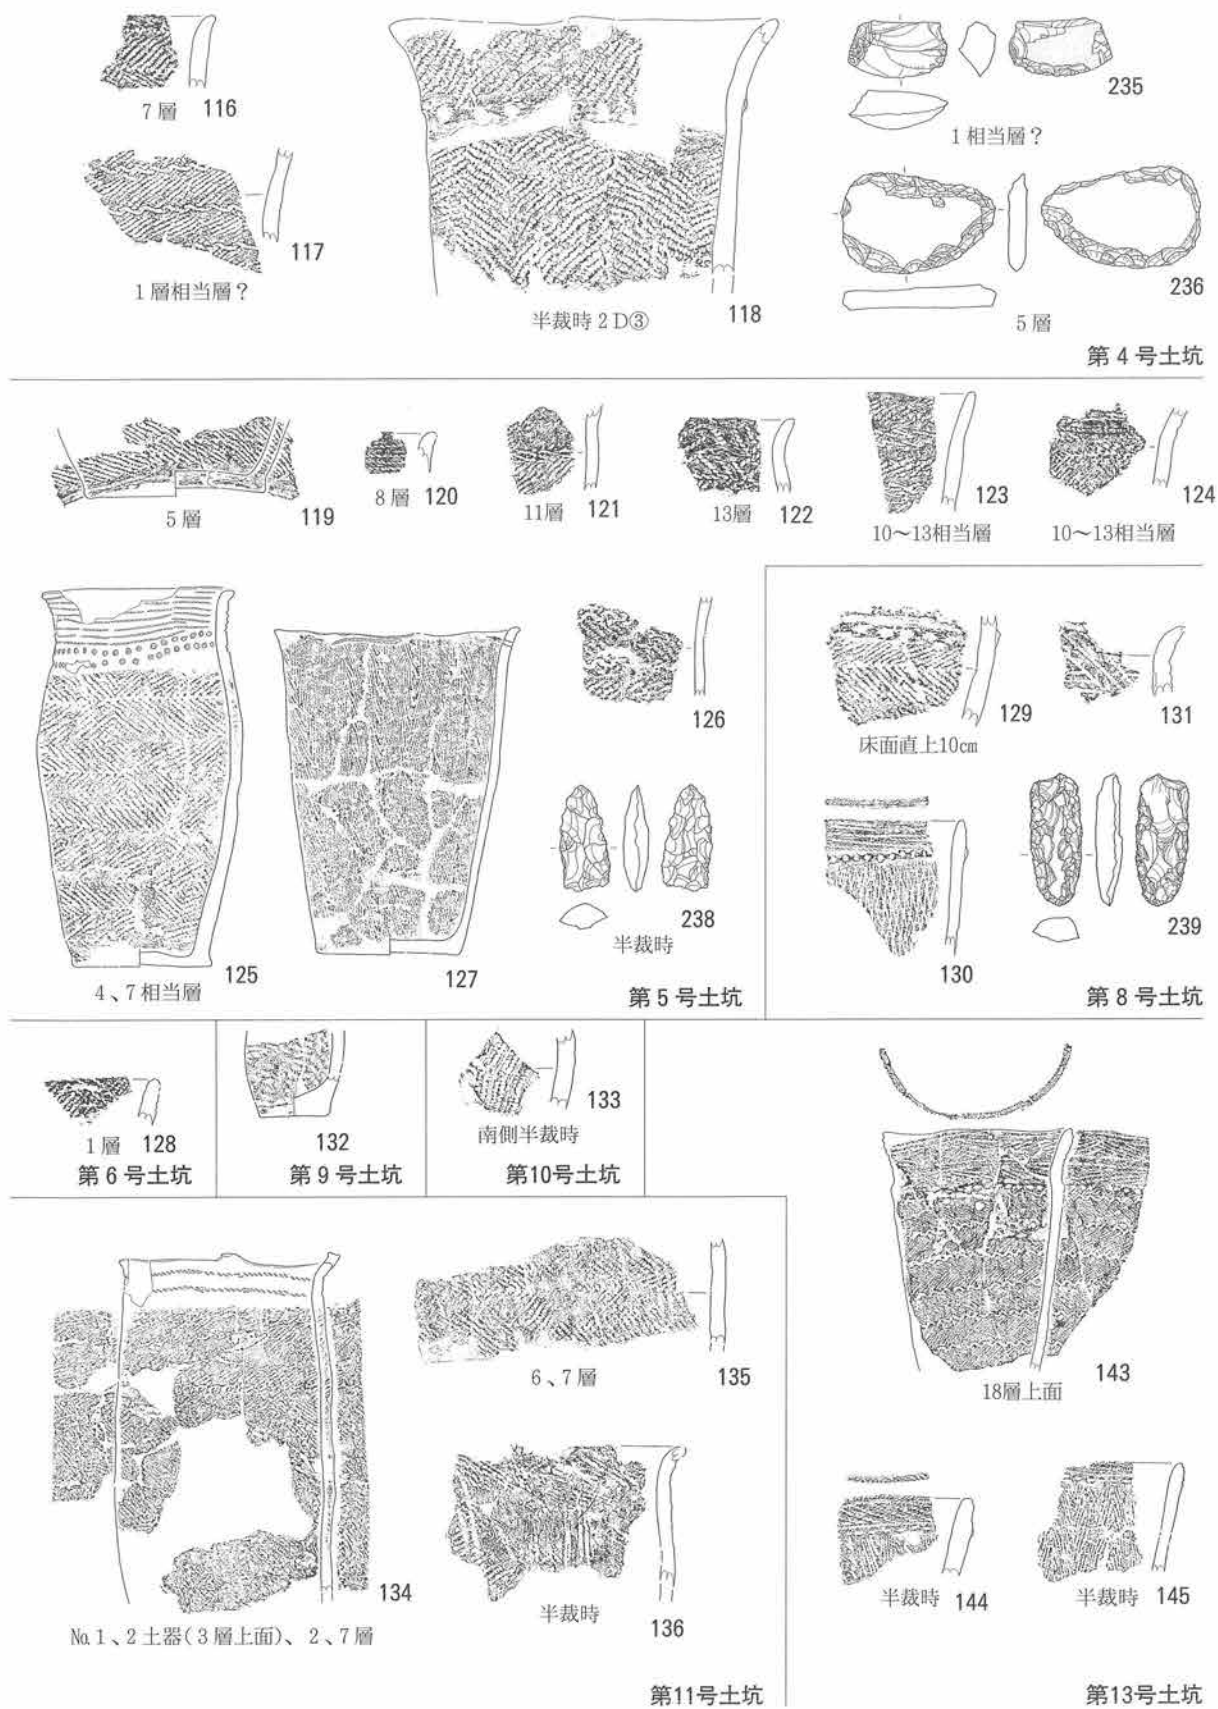 7層 116
1層相当層? 117
半裁時 2D③ 118
1相当層? 235
5層 236
第4号土坑
5層 119
8層 120
11層 121
13層 122
10~13相当層 123
10~13相当層 124
4、7相当層 125
126
127
半裁時 238
第5号土坑
床面直上10㎝ 129
130
131
239
第8号土坑
1層 128
第6号土坑
132
第9号土坑
133
南側半裁時
第10号土坑
No.1、2土器(3層上面)、2、7層 134
6、7層 135
半裁時 136
第11号土坑
18層上面 143
半裁時 144
半裁時 145
第13号土坑